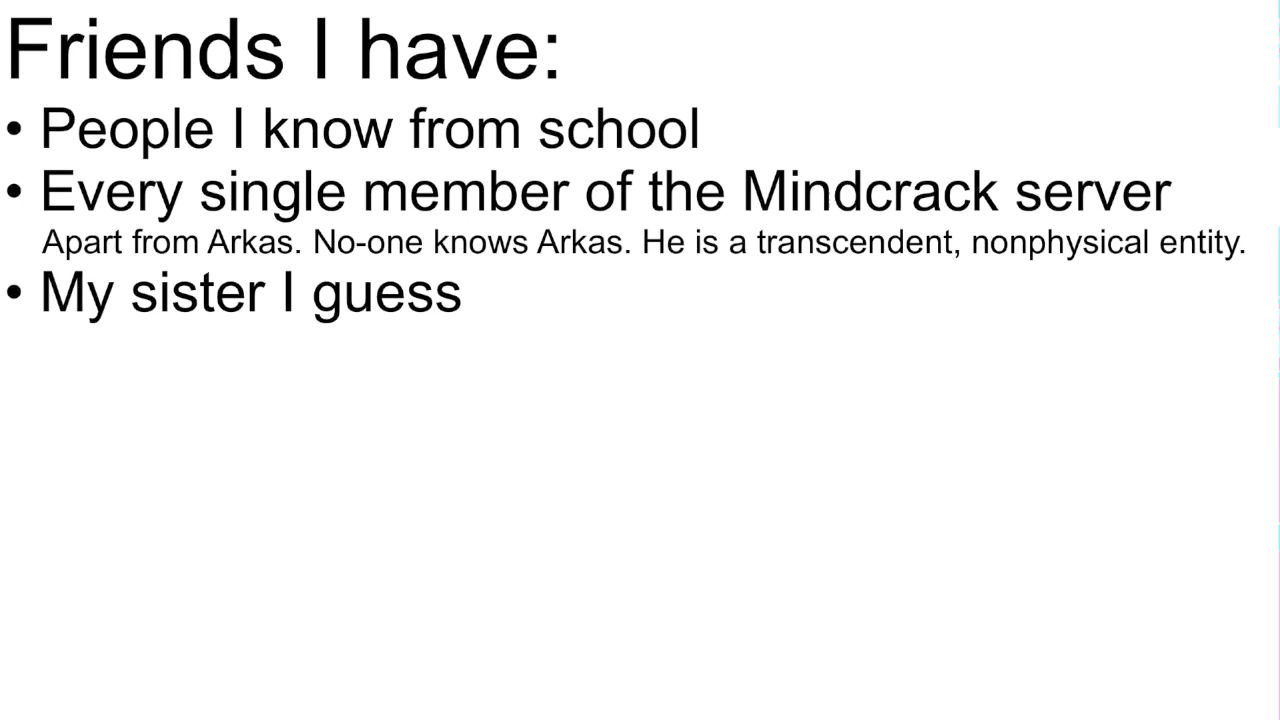 Friends I have:
• People I know from school
• Every single member of the Mindcrack server
Apart from Arkas. No-one knows Arkas. He is a transcendent, nonphysical entity.
• My sister I guess